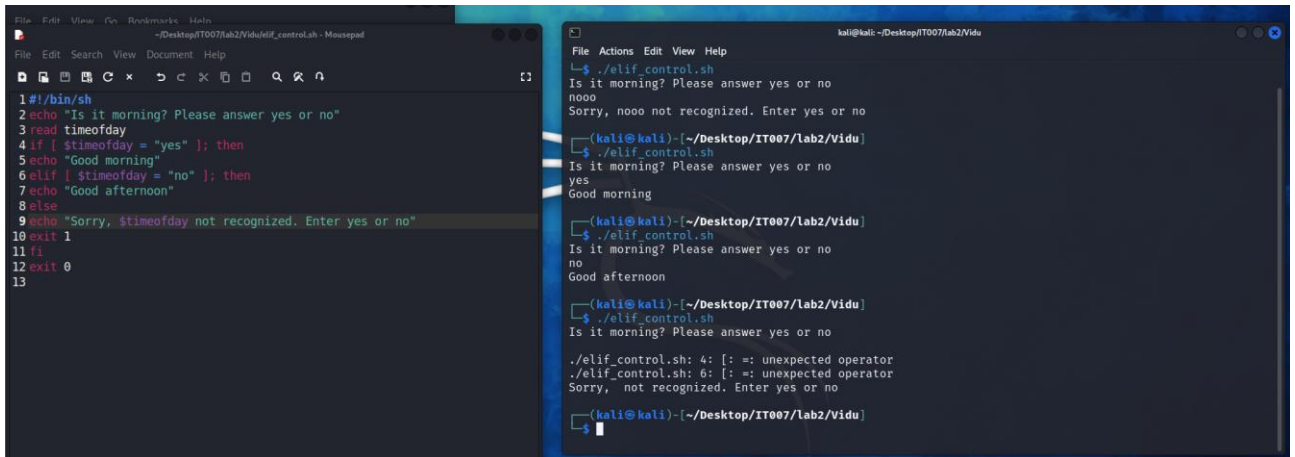 File Edit View Go Bookmarks Help
~/Desktop/IT007/lab2/Vidu/elif_control.sh - Mousepad
File Edit Search View Document Help
1 #!/bin/sh
2 echo "Is it morning? Please answer yes or no"
3 read timeofday
4 if [ $timeofday = "yes" ]; then
5 echo "Good morning"
6 elif [ $timeofday = "no" ]; then
7 echo "Good afternoon"
8 else
9 echo "Sorry, $timeofday not recognized. Enter yes or no"
10 exit 1
11 fi
12 exit 0
13
kali@kali: ~/Desktop/IT007/lab2/Vidu
File Actions Edit View Help
└─$ ./elif_control.sh
Is it morning? Please answer yes or no
nooo
Sorry, nooo not recognized. Enter yes or no
┌──(kali㉿kali)-[~/Desktop/IT007/lab2/Vidu]
└─$ ./elif_control.sh
Is it morning? Please answer yes or no
yes
Good morning
┌──(kali㉿kali)-[~/Desktop/IT007/lab2/Vidu]
└─$ ./elif_control.sh
Is it morning? Please answer yes or no
no
Good afternoon
┌──(kali㉿kali)-[~/Desktop/IT007/lab2/Vidu]
└─$ ./elif_control.sh
Is it morning? Please answer yes or no
./elif_control.sh: 4: [: =: unexpected operator
./elif_control.sh: 6: [: =: unexpected operator
Sorry,  not recognized. Enter yes or no
┌──(kali㉿kali)-[~/Desktop/IT007/lab2/Vidu]
└─$